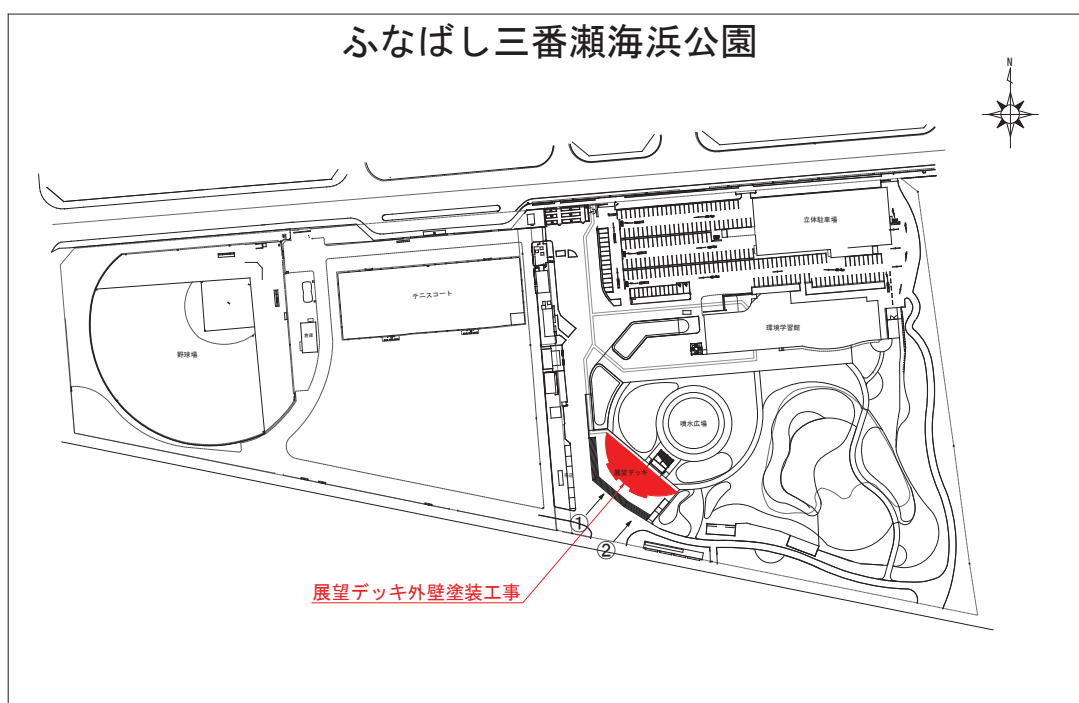 ふなばし三番瀬海浜公園
N
立体駐車場
テニスコート
環境学習館
倉庫
野球場
噴水広場
展望デッキ
①
②
展望デッキ外壁塗装工事